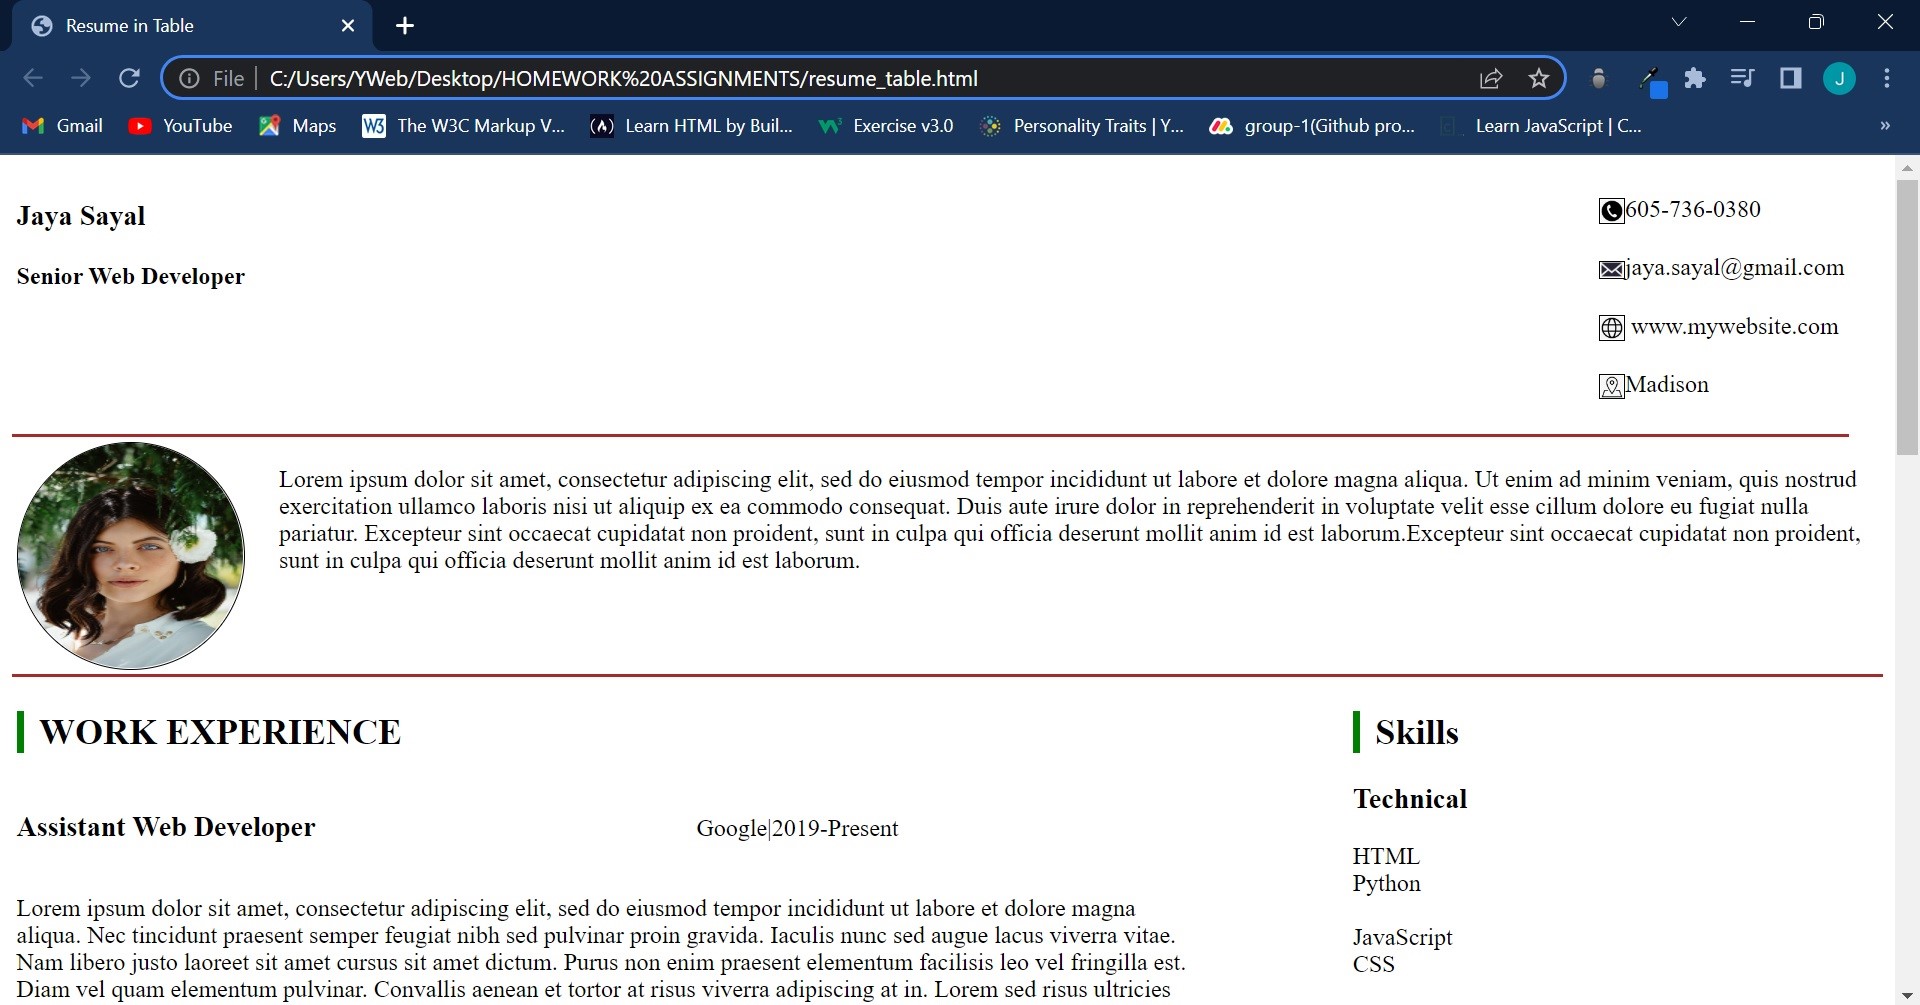 Resume in Table
File
C:/Users/YWeb/Desktop/HOMEWORK%20ASSIGNMENTS/resume_table.html
J
Gmail
YouTube
Maps
W3
The W3C Markup V...
Learn HTML by Buil...
Exercise v3.0
Personality Traits | Y...
group-1(Github pro...
Learn JavaScript | C...
»
Jaya Sayal
Senior Web Developer
605-736-0380
jaya.sayal@gmail.com
www.mywebsite.com
Madison
Lorem ipsum dolor sit amet, consectetur adipiscing elit, sed do eiusmod tempor incididunt ut labore et dolore magna aliqua. Ut enim ad minim veniam, quis nostrud
exercitation ullamco laboris nisi ut aliquip ex ea commodo consequat. Duis aute irure dolor in reprehenderit in voluptate velit esse cillum dolore eu fugiat nulla
pariatur. Excepteur sint occaecat cupidatat non proident, sunt in culpa qui officia deserunt mollit anim id est laborum.Excepteur sint occaecat cupidatat non proident,
sunt in culpa qui officia deserunt mollit anim id est laborum.
WORK EXPERIENCE
Assistant Web Developer
Google|2019-Present
Lorem ipsum dolor sit amet, consectetur adipiscing elit, sed do eiusmod tempor incididunt ut labore et dolore magna
aliqua. Nec tincidunt praesent semper feugiat nibh sed pulvinar proin gravida. Iaculis nunc sed augue lacus viverra vitae.
Nam libero justo laoreet sit amet cursus sit amet dictum. Purus non enim praesent elementum facilisis leo vel fringilla est.
Diam vel quam elementum pulvinar. Convallis aenean et tortor at risus viverra adipiscing at in. Lorem sed risus ultricies
Skills
Technical
HTML
Python
JavaScript
CSS